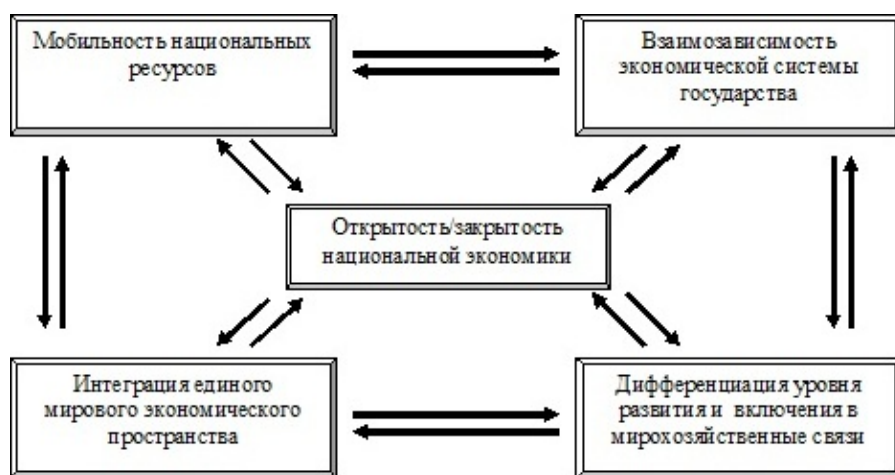 Мобильность национальных
ресурсов
Взаимозависимость
экономической системы
государства
Открытость/закрытость
национальной экономики
Интеграция единого
мирового экономического
пространства
Дифференциация уровня
развития и включения в
мирохозяйственные связи